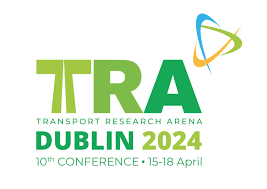 TRA
TRANSPORT RESEARCH ARENA
DUBLIN 2024
10th CONFERENCE • 15-18 April